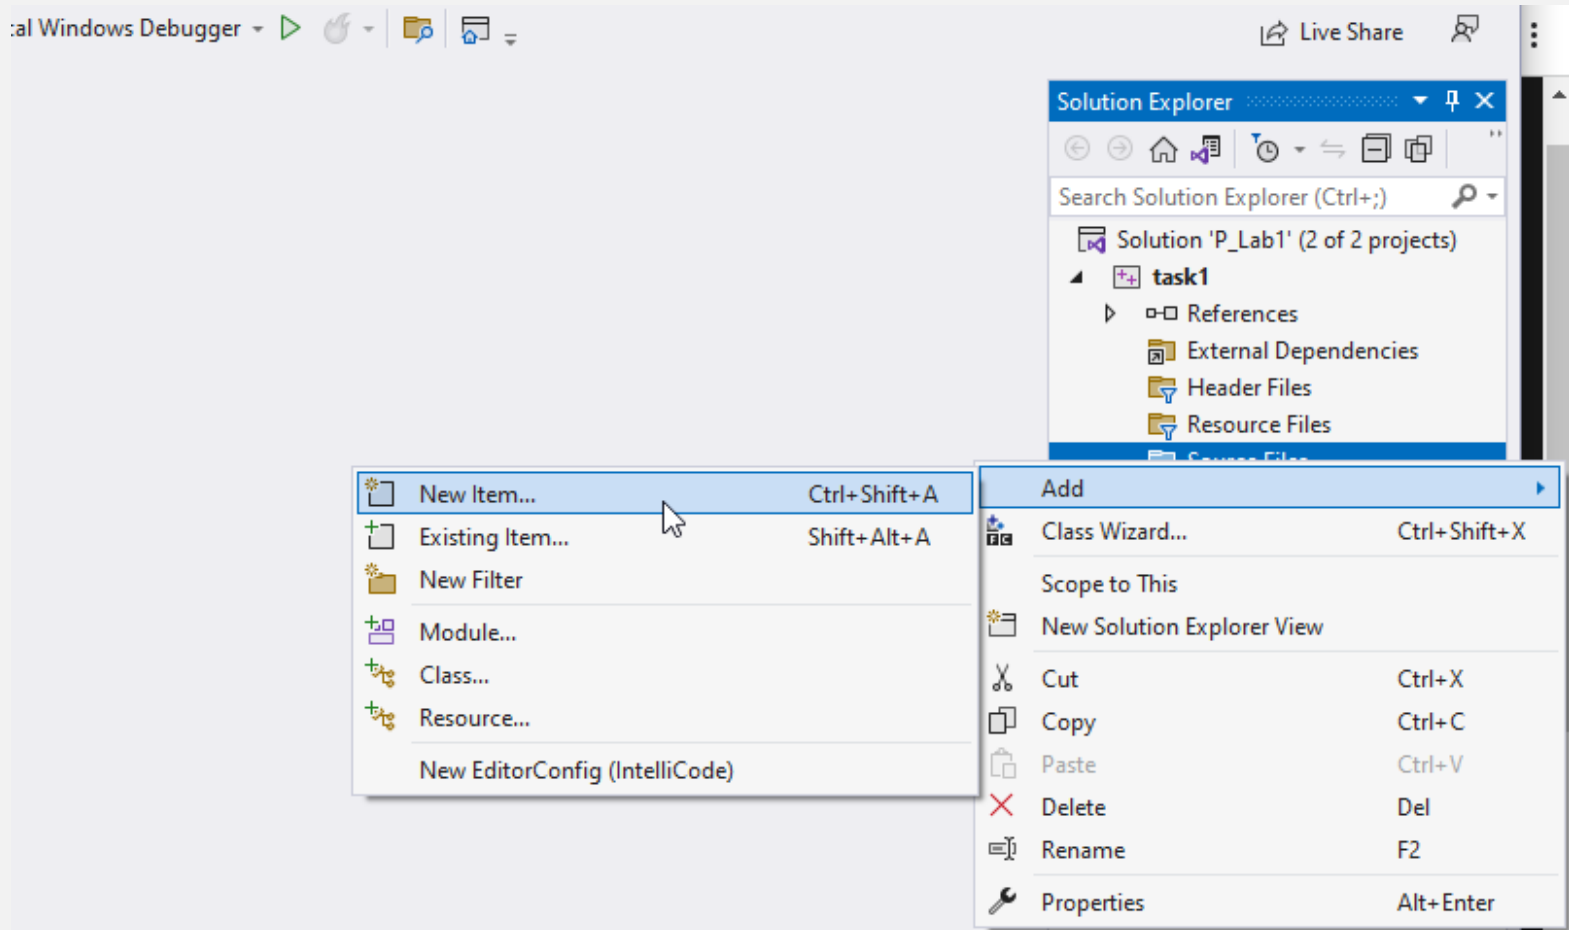 al Windows Debugger
Live Share
Solution Explorer
Search Solution Explorer (Ctrl+;)
Solution 'P_Lab1' (2 of 2 projects)
task1
References
External Dependencies
Header Files
Resource Files
Source Files
New Item... Ctrl+Shift+A
Existing Item... Shift+Alt+A
New Filter
Module...
Class...
Resource...
New EditorConfig (IntelliCode)
Add
Class Wizard... Ctrl+Shift+X
Scope to This
New Solution Explorer View
Cut Ctrl+X
Copy Ctrl+C
Paste Ctrl+V
Delete Del
Rename F2
Properties Alt+Enter